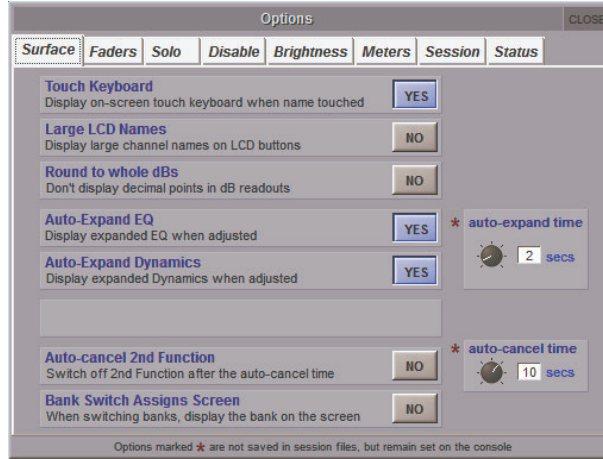 Options
CLOSE
Surface Faders Solo Disable Brightness Meters Session Status
Touch Keyboard
Display on-screen touch keyboard when name touched
YES
Large LCD Names
Display large channel names on LCD buttons
NO
Round to whole dBs
Don't display decimal points in dB readouts
NO
Auto-Expand EQ
Display expanded EQ when adjusted
YES
* auto-expand time
2 secs
Auto-Expand Dynamics
Display expanded Dynamics when adjusted
YES
Auto-cancel 2nd Function
Switch off 2nd Function after the auto-cancel time
NO
* auto-cancel time
10 secs
Bank Switch Assigns Screen
When switching banks, display the bank on the screen
NO
Options marked * are not saved in session files, but remain set on the console